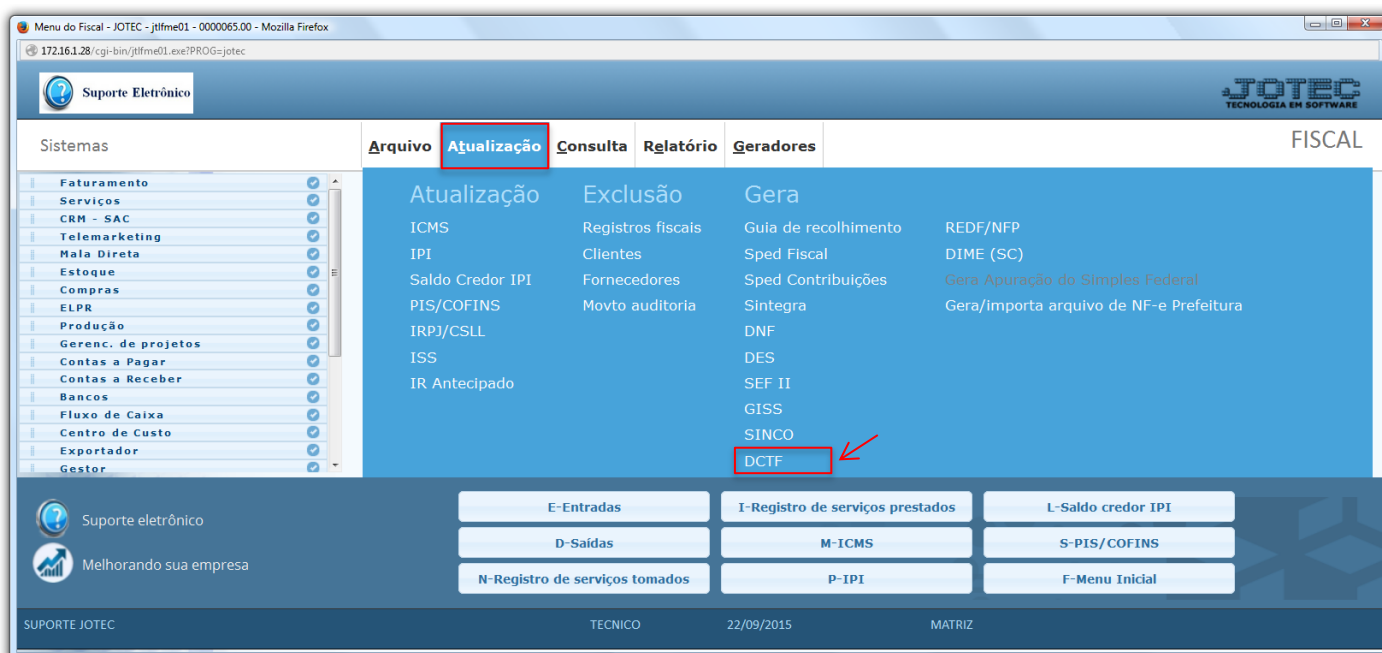 Menu do Fiscal - JOTEC - jtlfme01 - 0000065.00 - Mozilla Firefox
172.16.1.28/cgi-bin/jtlfme01.exe?PROG=jotec
Suporte Eletrônico
JOTEC
TECNOLOGIA EM SOFTWARE
Sistemas
Arquivo Atualização Consulta Relatório Geradores
FISCAL
Faturamento
Serviços
CRM - SAC
Telemarketing
Mala Direta
Estoque
Compras
ELPR
Produção
Gerenc. de projetos
Contas a Pagar
Contas a Receber
Bancos
Fluxo de Caixa
Centro de Custo
Exportador
Gestor
Atualização
ICMS
IPI
Saldo Credor IPI
PIS/COFINS
IRPJ/CSLL
ISS
IR Antecipado
Exclusão
Registros fiscais
Clientes
Fornecedores
Movto auditoria
Gera
Guia de recolhimento
Sped Fiscal
Sped Contribuições
Sintegra
DNF
DES
SEF II
GISS
SINCO
DCTF
REDF/NFP
DIME (SC)
Gera Apuração do Simples Federal
Gera/importa arquivo de NF-e Prefeitura
Suporte eletrônico
Melhorando sua empresa
E-Entradas
I-Registro de serviços prestados
L-Saldo credor IPI
D-Saídas
M-ICMS
S-PIS/COFINS
N-Registro de serviços tomados
P-IPI
F-Menu Inicial
SUPORTE JOTEC TECNICO 22/09/2015 MATRIZ